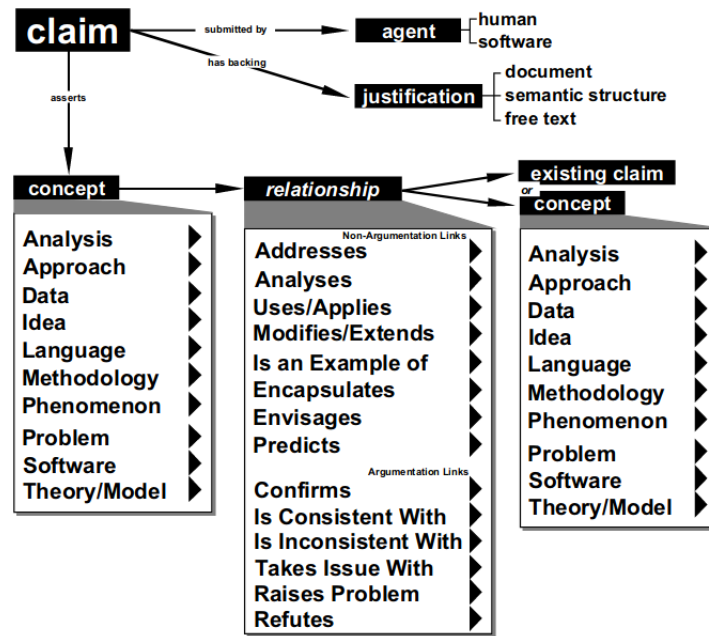 claim
submitted by
agent
human
software
has backing
justification
document
semantic structure
free text
asserts
concept
relationship
existing claim
or
concept
Analysis
Approach
Data
Idea
Language
Methodology
Phenomenon
Problem
Software
Theory/Model
Non-Argumentation Links
Addresses
Analyses
Uses/Applies
Modifies/Extends
Is an Example of
Encapsulates
Envisages
Predicts
Argumentation Links
Confirms
Is Consistent With
Is Inconsistent With
Takes Issue With
Raises Problem
Refutes
Analysis
Approach
Data
Idea
Language
Methodology
Phenomenon
Problem
Software
Theory/Model